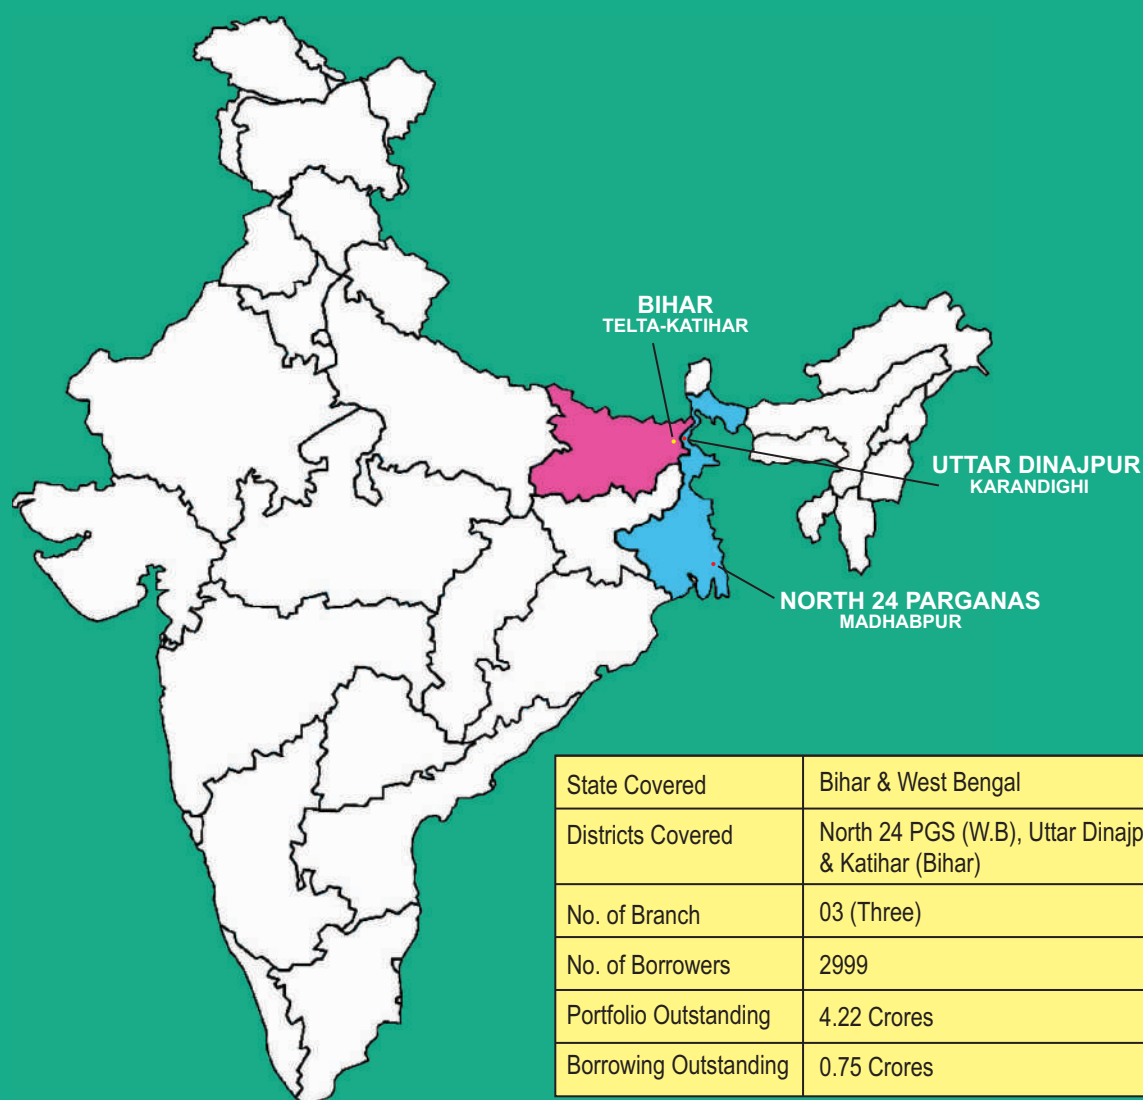 BIHAR
TELTA-KATIHAR
UTTAR DINAJPUR
KARANDIGHI
NORTH 24 PARGANAS
MADHABPUR
State Covered Bihar & West Bengal
Districts Covered North 24 PGS (W.B), Uttar Dinajp
& Katihar (Bihar)
No. of Branch 03 (Three)
No. of Borrowers 2999
Portfolio Outstanding 4.22 Crores
Borrowing Outstanding 0.75 Crores